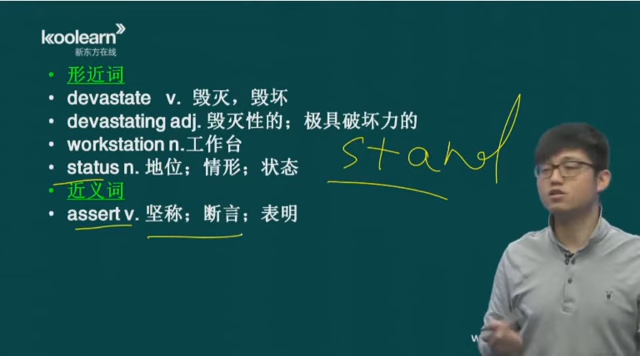 koolearn
新东方在线
形近词
devastate v. 毁灭，毁坏
devastating adj. 毁灭性的；极具破坏力的
workstation n.工作台
status n. 地位；情形；状态
stand
近义词
assert v. 坚称；断言；表明
w